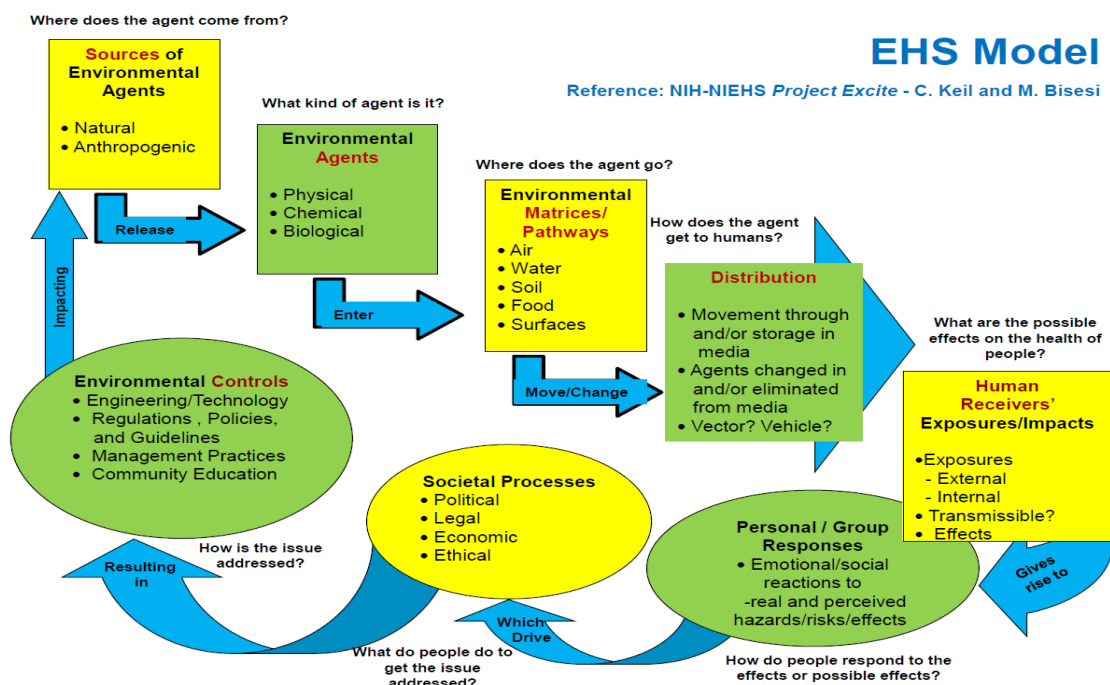 Where does the agent come from?
Sources of
Environmental
Agents
• Natural
• Anthropogenic
EHS Model
Reference: NIH-NIEHS Project Excite - C. Keil and M. Bisesi
What kind of agent is it?
Environmental
Agents
• Physical
• Chemical
• Biological
Release
Where does the agent go?
Environmental
Matrices/
Pathways
• Air
• Water
• Soil
• Food
• Surfaces
Enter
How does the agent
get to humans?
Distribution
• Movement through
and/or storage in
media
• Agents changed in
and/or eliminated
from media
• Vector? Vehicle?
Move/Change
What are the possible
effects on the health of
people?
Human
Receivers'
Exposures/Impacts
•Exposures
- External
- Internal
• Transmissible?
• Effects
Gives
rise to
Personal / Group
Responses
• Emotional/social
reactions to
-real and perceived
hazards/risks/effects
How do people respond to the
effects or possible effects?
Which
Drive
Societal Processes
• Political
• Legal
• Economic
• Ethical
What do people do to
get the issue
addressed?
Resulting
in
How is the issue
addressed?
Environmental Controls
• Engineering/Technology
• Regulations , Policies,
and Guidelines
• Management Practices
• Community Education
Impacting